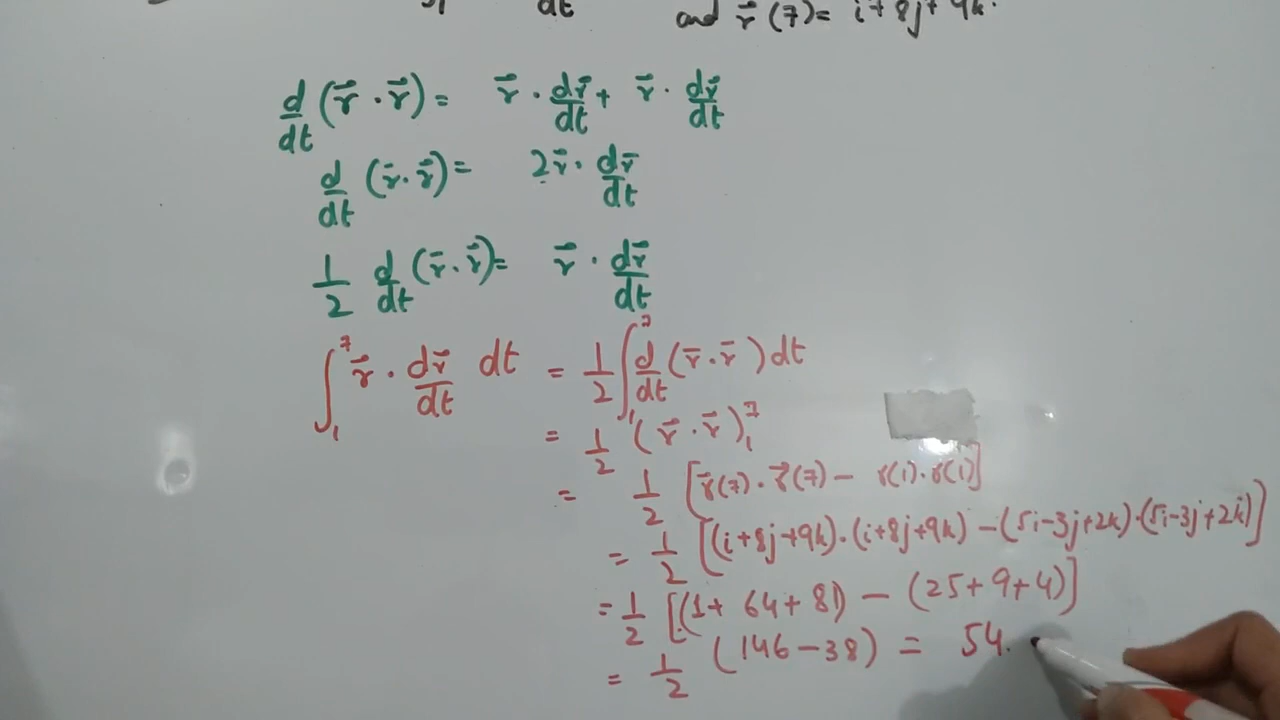 dt and r̄(7) = i + 8j + 9k.
d/dt (r⃗ · r⃗) = r⃗ · dr̄/dt + r⃗ · dr̄/dt
d/dt (r̄ · r̄) = 2r̄ · dr̄/dt
1/2 d/dt (r̄ · r̄) = r⃗ · dr̄/dt
∫₁⁷ r⃗ · dr̄/dt dt = 1/2 ∫₁⁷ d/dt (r̄ · r̄) dt
= 1/2 (r⃗ · r⃗)₁⁷
= 1/2 [r̄(7) · r̄(7) − r(1) · r(1)]
= 1/2 [(i+8j+9k) · (i+8j+9k) − (5i−3j+2k) · (5i−3j+2k)]
= 1/2 [(1+ 64+ 81) − (25+9+4)]
= 1/2 (146−38) = 54.